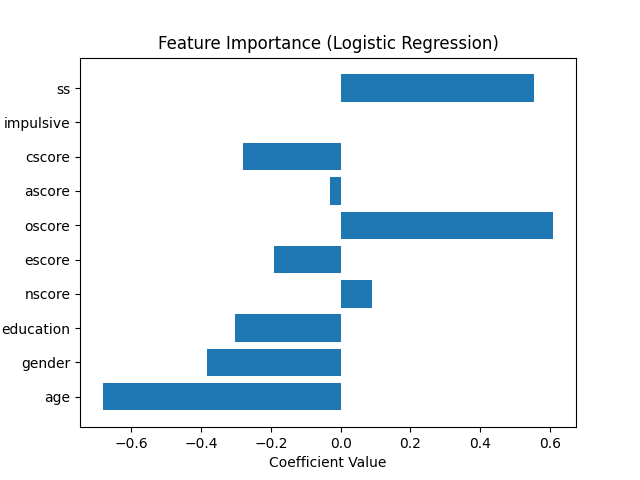 Feature Importance (Logistic Regression)
ss
impulsive
cscore
ascore
oscore
escore
nscore
education
gender
age
−0.6 −0.4 −0.2 0.0 0.2 0.4 0.6
Coefficient Value